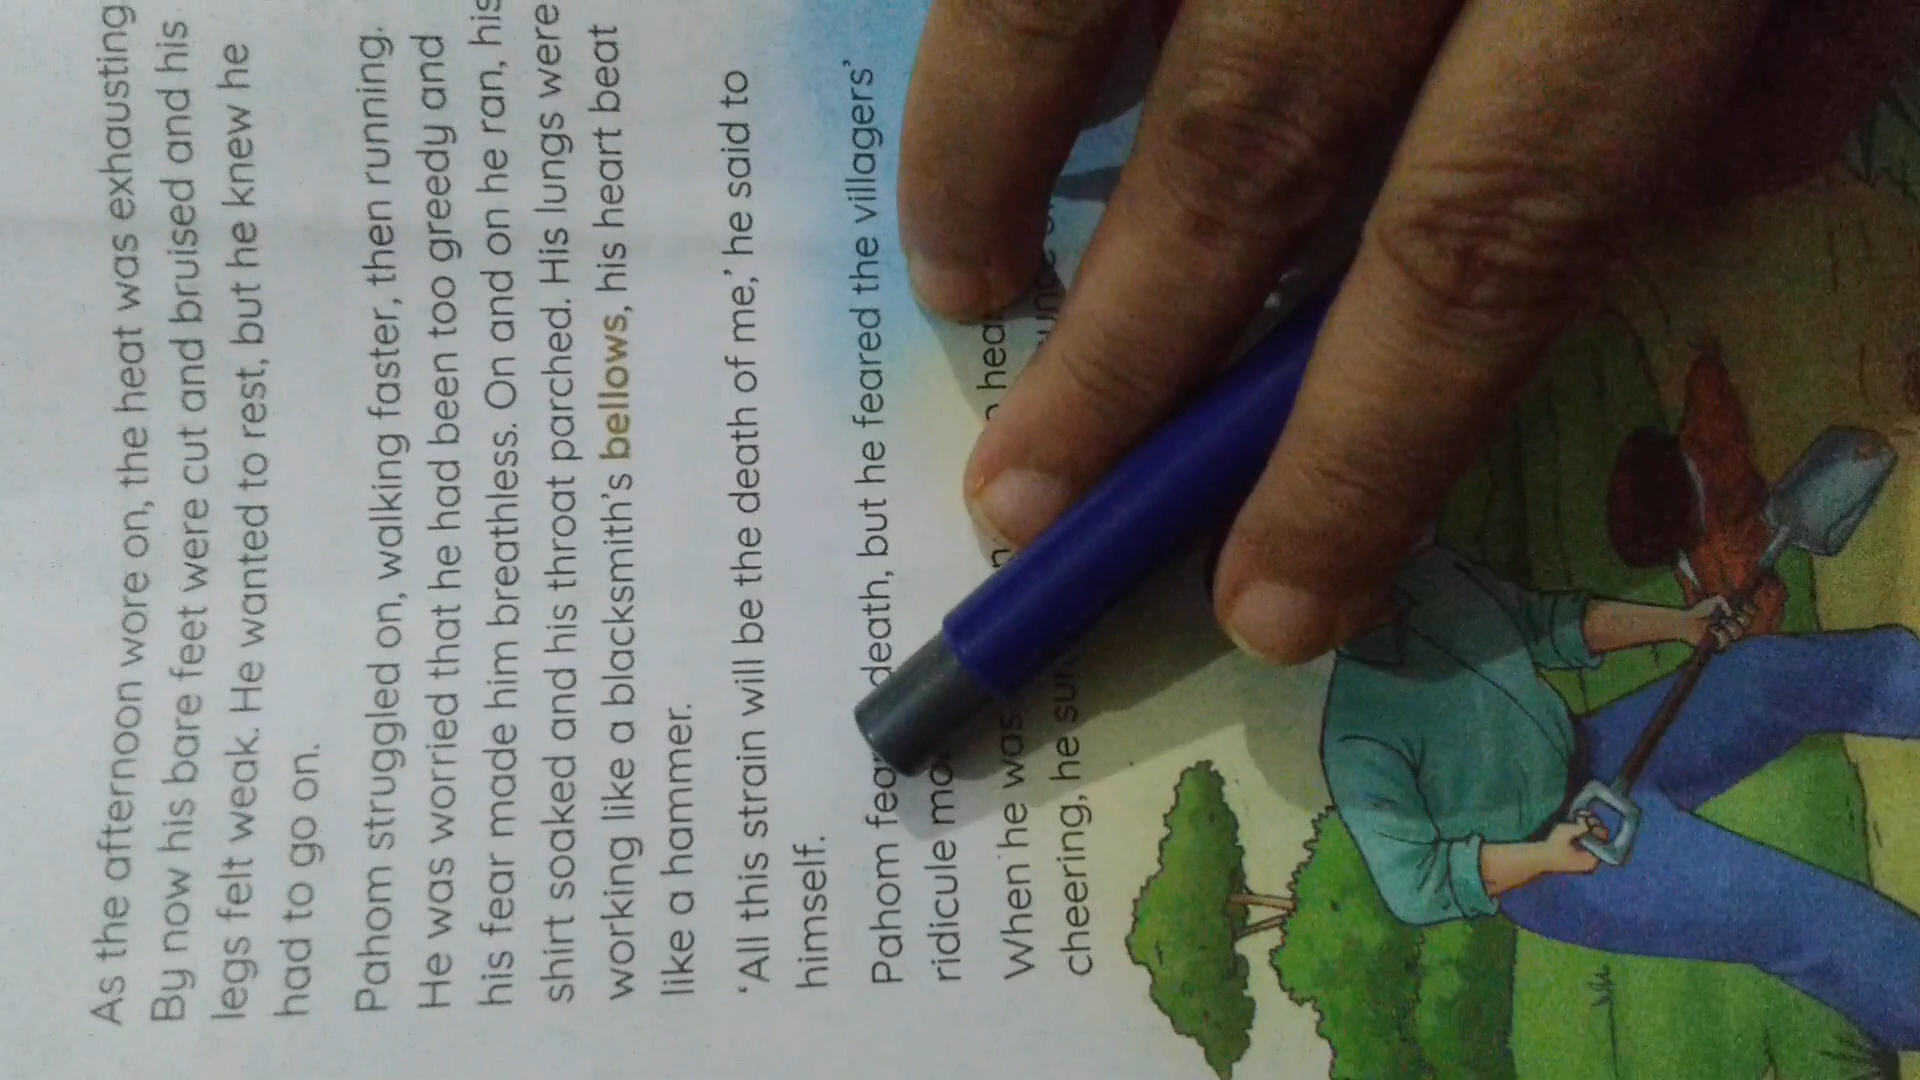 As the afternoon wore on, the heat was exhausting
By now his bare feet were cut and bruised and his
legs felt weak. He wanted to rest, but he knew he
had to go on.
Pahom struggled on, walking faster, then running.
He was worried that he had been too greedy and
his fear made him breathless. On and on he ran, his
shirt soaked and his throat parched. His lungs were
working like a blacksmith's bellows, his heart beat
like a hammer.
‘All this strain will be the death of me,’ he said to
himself.
Pahom death, but he feared the villagers’
ridicule
When he was
cheering, he